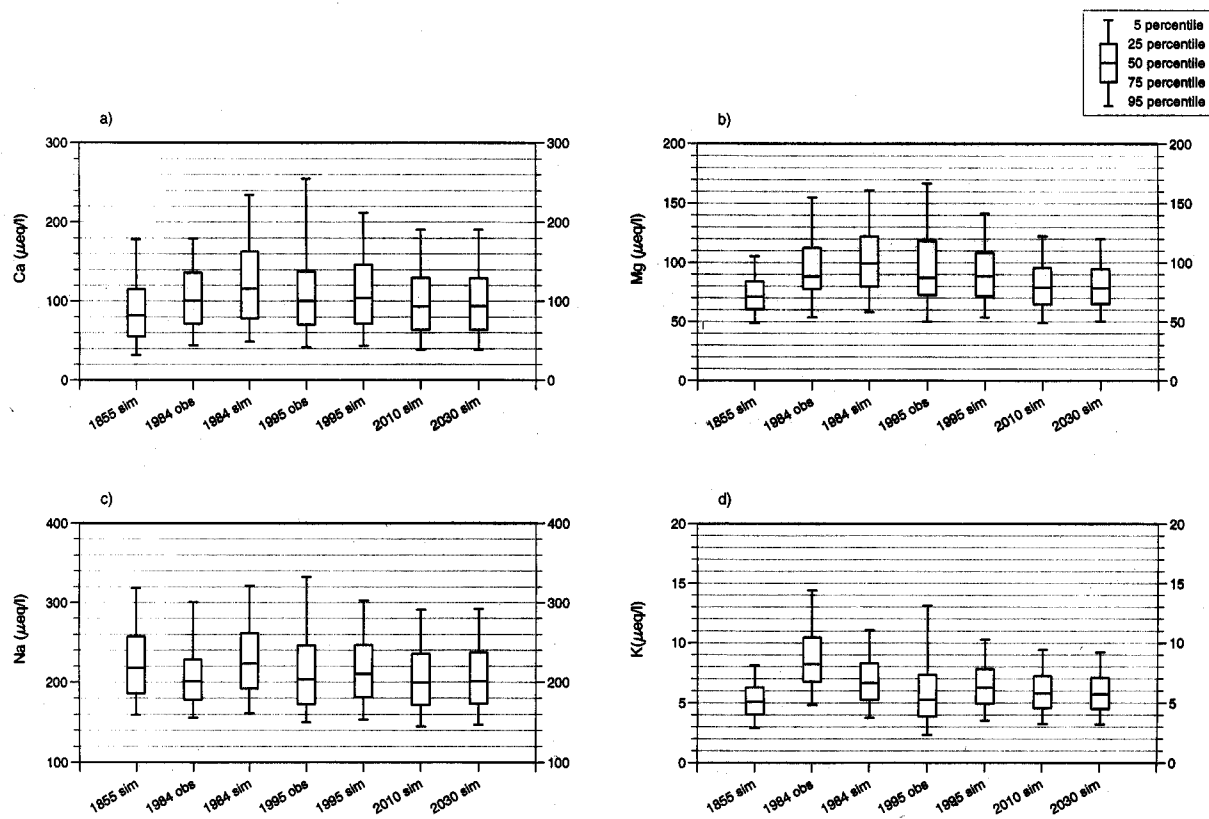 5 percentile
25 percentile
50 percentile
75 percentile
95 percentile
a)
Ca (μeq/l)
300
200
100
0
300
200
100
0
1855 sim
1984 obs
1984 sim
1995 obs
1995 sim
2010 sim
2030 sim
b)
Mg (μeq/l)
200
150
100
50
0
200
150
100
50
0
1855 sim
1984 obs
1984 sim
1995 obs
1995 sim
2010 sim
2030 sim
c)
Na (μeq/l)
400
300
200
100
400
300
200
100
1855 sim
1984 obs
1984 sim
1995 obs
1995 sim
2010 sim
2030 sim
d)
K(μeq/l)
20
15
10
5
0
20
15
10
5
0
1855 sim
1984 obs
1984 sim
1995 obs
1995 sim
2010 sim
2030 sim